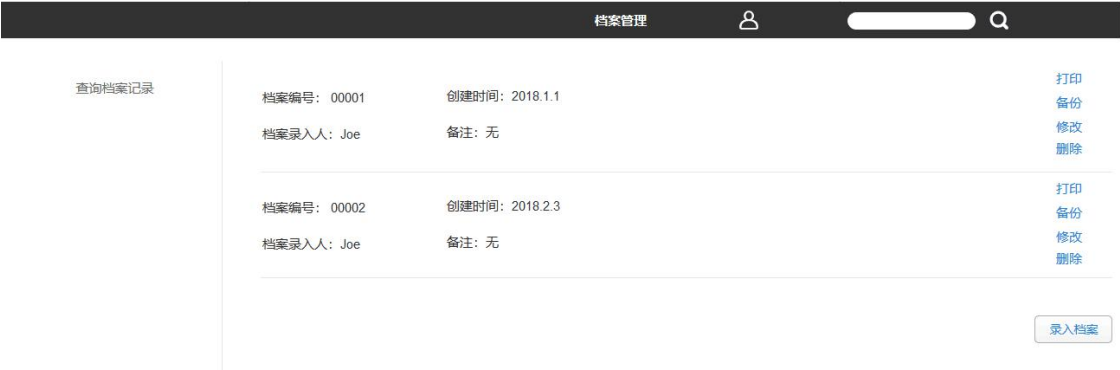 档案管理
查询档案记录
档案编号： 00001
创建时间：2018.1.1
档案录入人：Joe
备注：无
打印
备份
修改
删除
档案编号： 00002
创建时间：2018.2.3
档案录入人：Joe
备注：无
打印
备份
修改
删除
录入档案